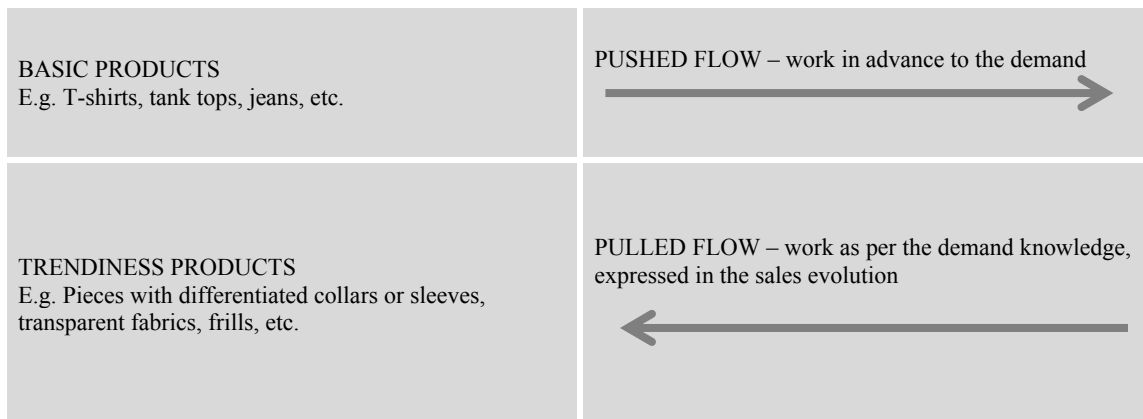 BASIC PRODUCTS
E.g. T-shirts, tank tops, jeans, etc.
PUSHED FLOW – work in advance to the demand
TRENDINESS PRODUCTS
E.g. Pieces with differentiated collars or sleeves,
transparent fabrics, frills, etc.
PULLED FLOW – work as per the demand knowledge,
expressed in the sales evolution